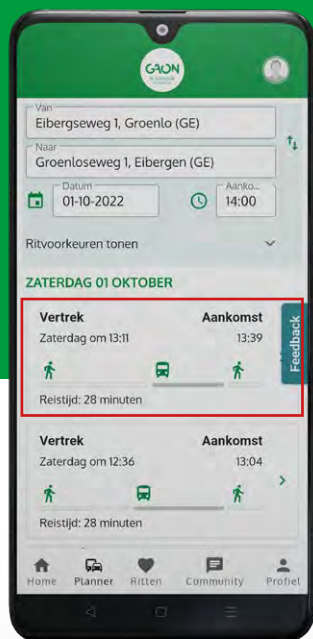 GRON
Van
Eibergseweg 1, Groenlo (GE)
Naar
Groenloseweg 1, Eibergen (GE)
Datum
01-10-2022
Aanko...
14:00
Ritvoorkeuren tonen
ZATERDAG 01 OKTOBER
Vertrek Aankomst
Zaterdag om 13:11 13:39
Reistijd: 28 minuten
Feedback
Vertrek Aankomst
Zaterdag om 12:36 13:04
Reistijd: 28 minuten
Home Planner Ritten Community Profiel